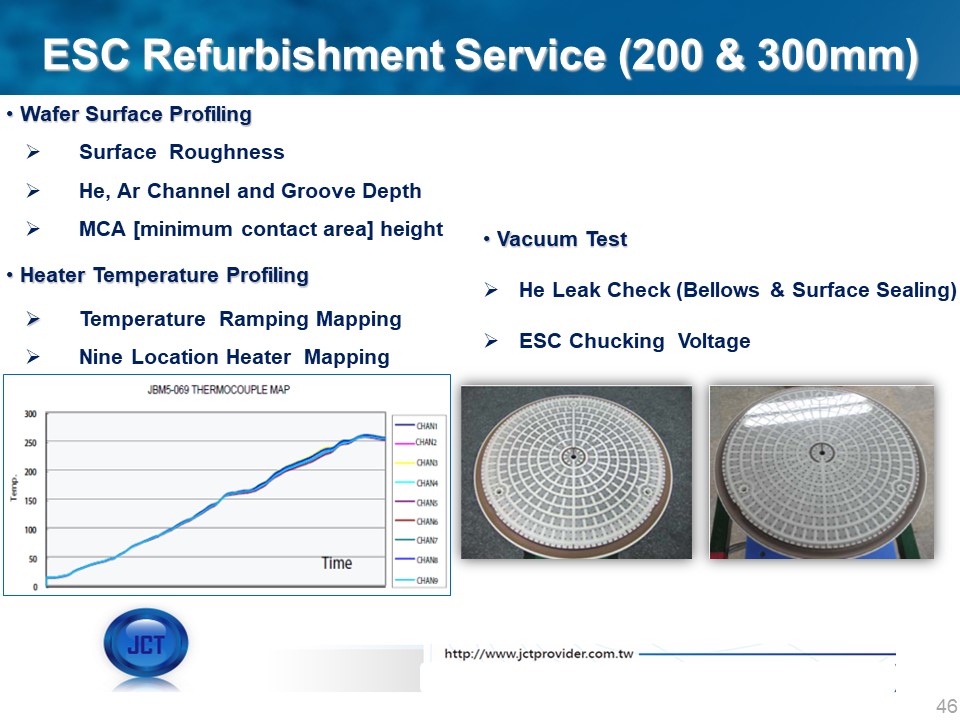 ESC Refurbishment Service (200 & 300mm)
• Wafer Surface Profiling
➢ Surface Roughness
➢ He, Ar Channel and Groove Depth
➢ MCA [minimum contact area] height
• Heater Temperature Profiling
➢ Temperature Ramping Mapping
➢ Nine Location Heater Mapping
• Vacuum Test
➢ He Leak Check (Bellows & Surface Sealing)
➢ ESC Chucking Voltage
JBM5-069 THERMOCOUPLE MAP
300
250
200
150
100
50
0
Temp.
Time
CHAN1
CHAN2
CHAN3
CHAN4
CHAN5
CHAN6
CHAN7
CHAN8
CHAN9
JCT
http://www.jctprovider.com.tw
46